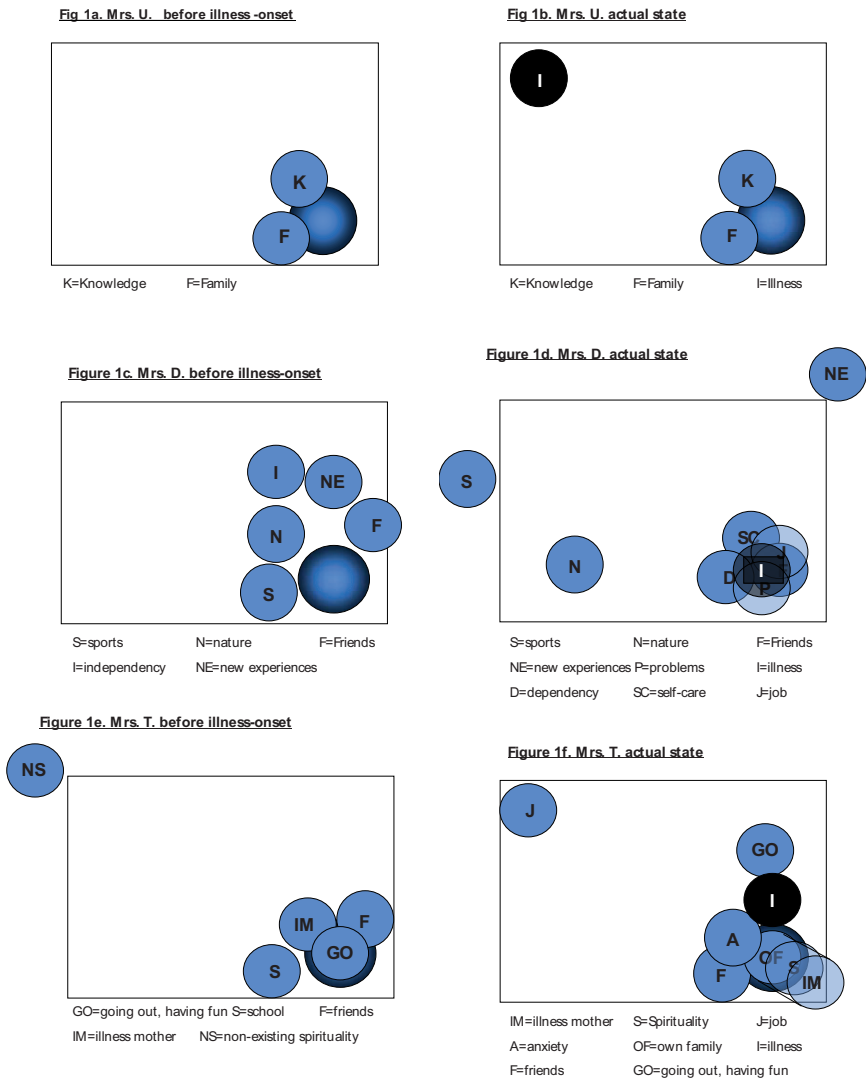 Fig 1a. Mrs. U. before illness -onset
K
F
K=Knowledge F=Family
Fig 1b. Mrs. U. actual state
I
K
F
K=Knowledge F=Family I=Illness
Figure 1c. Mrs. D. before illness-onset
I
NE
F
N
S
S=sports N=nature F=Friends
I=independency NE=new experiences
Figure 1d. Mrs. D. actual state
NE
S
N
SC
J
I
D
P
S=sports N=nature F=Friends
NE=new experiences P=problems I=illness
D=dependency SC=self-care J=job
Figure 1e. Mrs. T. before illness-onset
NS
IM
F
GO
S
GO=going out, having fun S=school F=friends
IM=illness mother NS=non-existing spirituality
Figure 1f. Mrs. T. actual state
J
GO
I
A
OF
S
F
IM
IM=illness mother S=Spirituality J=job
A=anxiety OF=own family I=illness
F=friends GO=going out, having fun